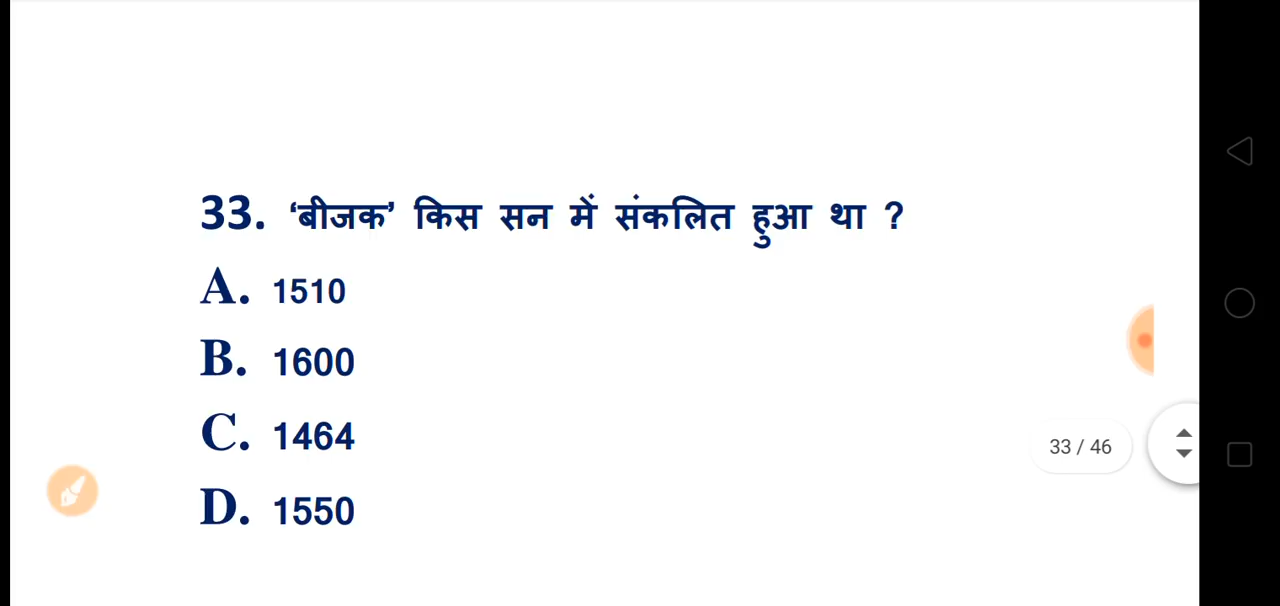 33. ‘बीजक’ किस सन में संकलित हुआ था ?
A. 1510
B. 1600
C. 1464
33 / 46
D. 1550